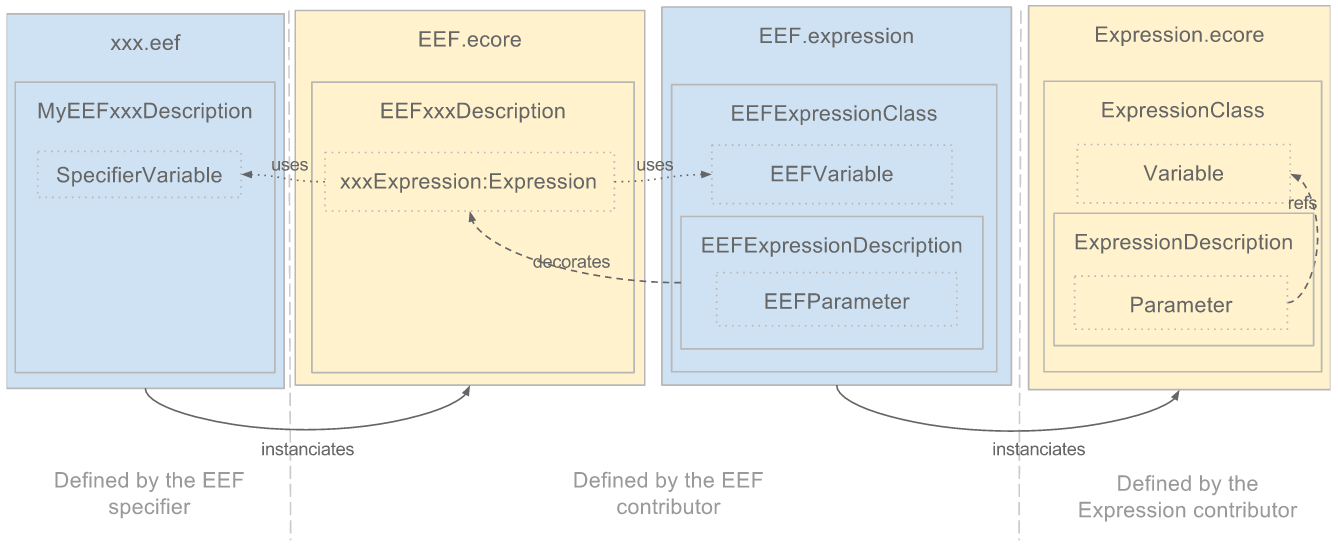 xxx.eef
MyEEFxxxDescription
SpecifierVariable
uses
EEF.ecore
EEFxxxDescription
xxxExpression:Expression
uses
decorates
EEF.expression
EEFExpressionClass
EEFVariable
EEFExpressionDescription
EEFParameter
Expression.ecore
ExpressionClass
Variable
refs
ExpressionDescription
Parameter
instanciates
instanciates
Defined by the EEF
specifier
Defined by the EEF
contributor
Defined by the
Expression contributor